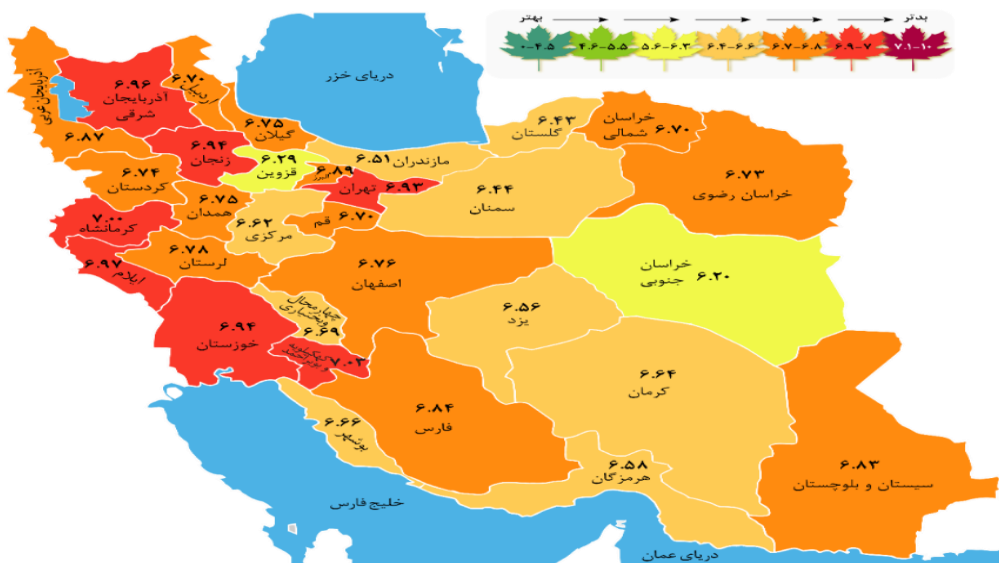 بهتر
بدتر
۰-۴.۵
۴.۶-۵.۵
۵.۶-۶.۳
۶.۴-۶.۶
۶.۷-۶.۸
۶.۹-۷
۷.۱-۱۰
دریای خزر
آذربایجان غربی
۶.۸۷
۶.۹۶
آذربایجان
شرقی
۶.۷۰
اردبیل
۶.۷۵
گیلان
۶.۹۴
زنجان
۶.۲۹
قزوین
۶.۸۹
البرز
۶.۹۳
تهران
مازندران ۶.۵۱
۶.۴۳
گلستان
خراسان
شمالی ۶.۷۰
۶.۷۳
خراسان رضوی
۶.۴۴
سمنان
۶.۷۴
کردستان
۶.۷۵
همدان
۷.۰۰
کرمانشاه
۶.۶۲
مرکزی
قم ۶.۷۰
۶.۷۸
لرستان
۶.۹۷
ایلام
۶.۷۶
اصفهان
خراسان
جنوبی ۶.۲۰
چهارمحال
وبختیاری
۶.۶۹
۶.۵۶
یزد
۶.۹۴
خوزستان
کهکیلویه
و بویراحمد
۷.۰۳
۶.۶۴
کرمان
۶.۸۴
فارس
۶.۶۶
بوشهر
۶.۵۸
هرمزگان
۶.۸۳
سیستان و بلوچستان
خلیج فارس
دریای عمان